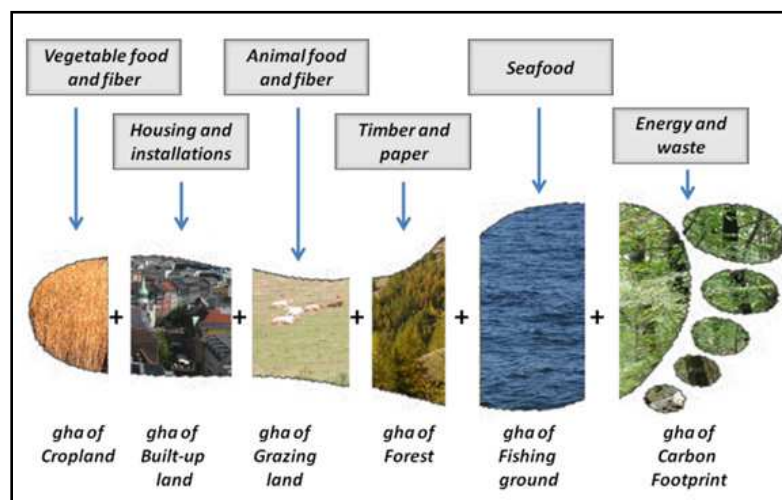 Vegetable food
and fiber
Animal food
and fiber
Seafood
Housing and
installations
Timber and
paper
Energy and
waste
+ + + + +
gha of
Cropland
gha of
Built-up
land
gha of
Grazing
land
gha of
Forest
gha of
Fishing
ground
gha of
Carbon
Footprint